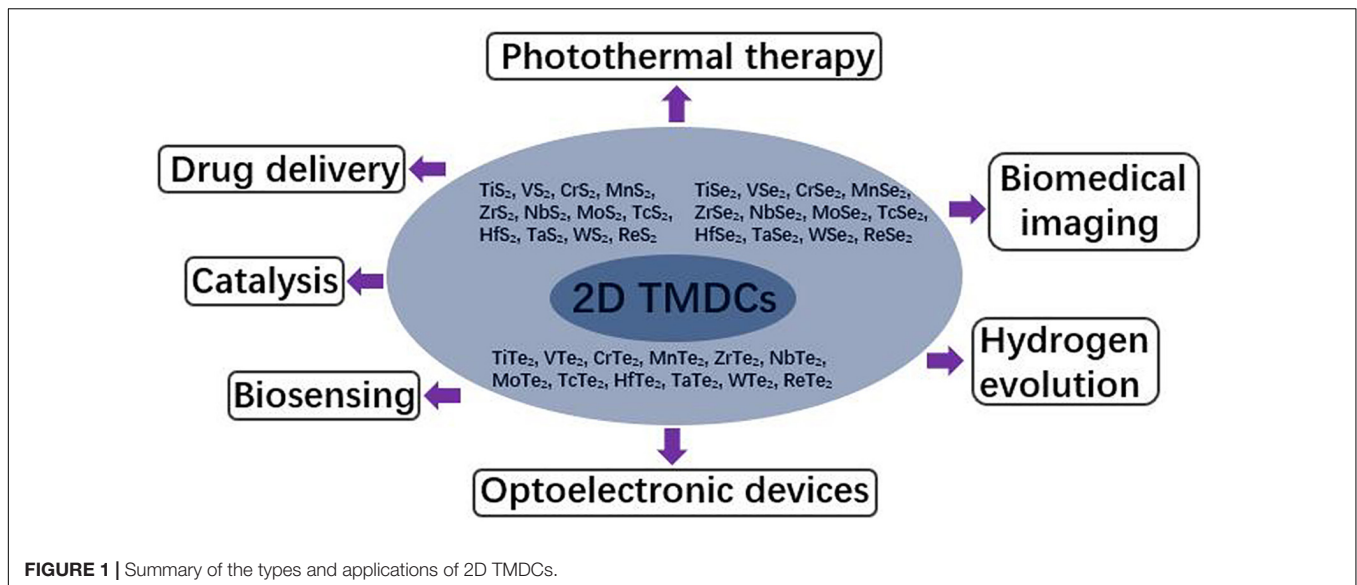 Photothermal therapy
Drug delivery
Biomedical
imaging
TiS₂, VS₂, CrS₂, MnS₂,
ZrS₂, NbS₂, MoS₂, TcS₂,
HfS₂, TaS₂, WS₂, ReS₂
TiSe₂, VSe₂, CrSe₂, MnSe₂,
ZrSe₂, NbSe₂, MoSe₂, TcSe₂,
HfSe₂, TaSe₂, WSe₂, ReSe₂
Catalysis
2D TMDCs
Hydrogen
evolution
TiTe₂, VTe₂, CrTe₂, MnTe₂, ZrTe₂, NbTe₂,
MoTe₂, TcTe₂, HfTe₂, TaTe₂, WTe₂, ReTe₂
Biosensing
Optoelectronic devices
FIGURE 1 | Summary of the types and applications of 2D TMDCs.